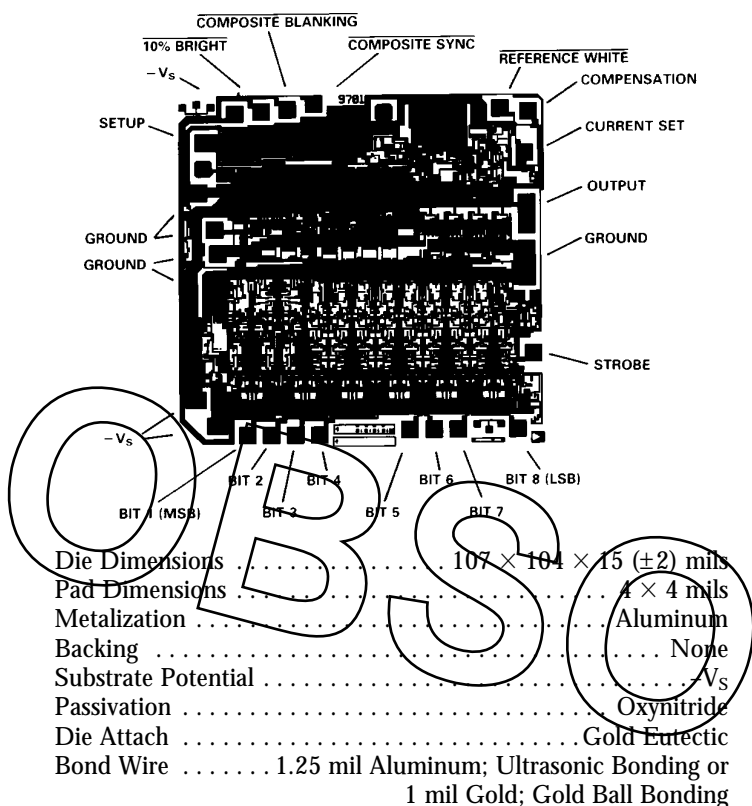 COMPOSITE BLANKING
10% BRIGHT
COMPOSITE SYNC
REFERENCE WHITE
–VS
COMPENSATION
9701
SETUP
CURRENT SET
OUTPUT
GROUND
GROUND
GROUND
STROBE
–VS
BIT 1 (MSB)
BIT 2
BIT 3
BIT 4
BIT 5
BIT 6
BIT 7
BIT 8 (LSB)
OBSO
Die Dimensions . . . . . . . . . . . . . . . . . 107 × 104 × 15 (±2) mils
Pad Dimensions . . . . . . . . . . . . . . . . . . . . . . . . . . . . . . 4 × 4 mils
Metalization . . . . . . . . . . . . . . . . . . . . . . . . . . . . . . . Aluminum
Backing . . . . . . . . . . . . . . . . . . . . . . . . . . . . . . . . . . . . . . None
Substrate Potential . . . . . . . . . . . . . . . . . . . . . . . . . . . . . . –VS
Passivation . . . . . . . . . . . . . . . . . . . . . . . . . . . . . . . Oxynitride
Die Attach . . . . . . . . . . . . . . . . . . . . . . . . . . . . . Gold Eutectic
Bond Wire . . . . . . . 1.25 mil Aluminum; Ultrasonic Bonding or
1 mil Gold; Gold Ball Bonding